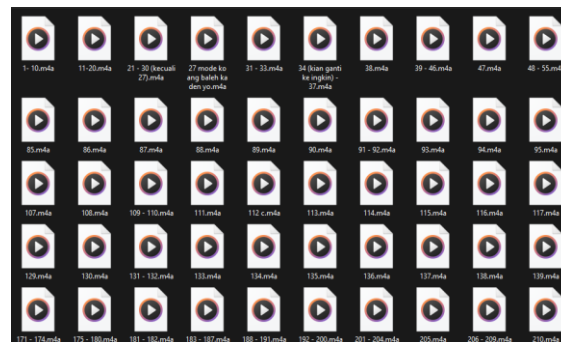 1- 10.m4a
11-20.m4a
21 - 30 (kecuali
27).m4a
27 mode ko
ang baleh ka
den yo.m4a
31 - 33.m4a
34 (kian ganti
ke ingkin) -
37.m4a
38.m4a
39 - 46.m4a
47.m4a
48 - 55.m4a
85.m4a
86.m4a
87.m4a
88.m4a
89.m4a
90.m4a
91 - 92.m4a
93.m4a
94.m4a
95.m4a
107.m4a
108.m4a
109 - 110.m4a
111.m4a
112 c.m4a
113.m4a
114.m4a
115.m4a
116.m4a
117.m4a
129.m4a
130.m4a
131 - 132.m4a
133.m4a
134.m4a
135.m4a
136.m4a
137.m4a
138.m4a
139.m4a
171 - 174.m4a
175 - 180.m4a
181 - 182.m4a
183 - 187.m4a
188 - 191.m4a
192 - 200.m4a
201 - 204.m4a
205.m4a
206 - 209.m4a
210.m4a